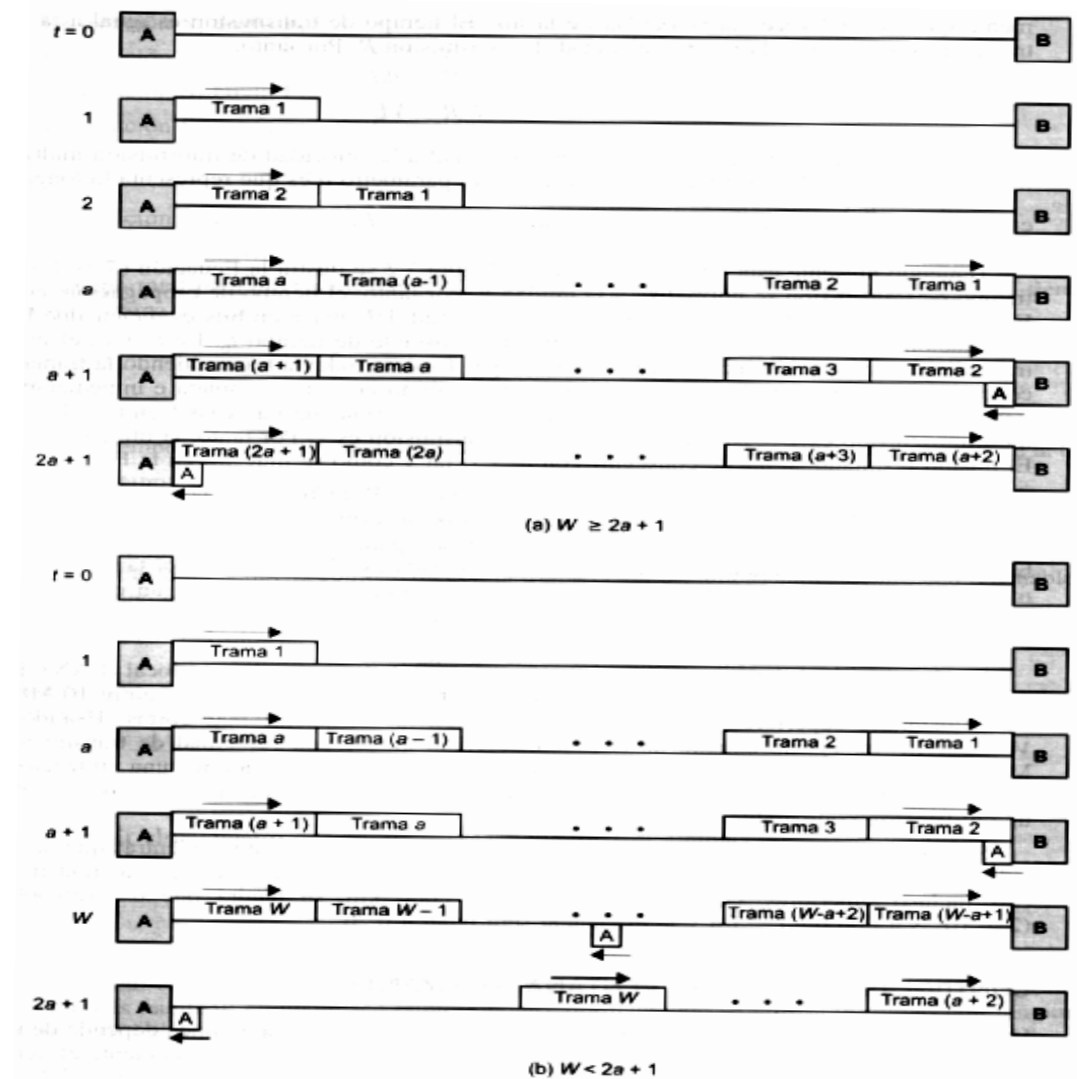 t = 0 A B
1 A Trama 1 B
2 A Trama 2 Trama 1 B
a A Trama a Trama (a-1) • • • Trama 2 Trama 1 B
a + 1 A Trama (a + 1) Trama a • • • Trama 3 Trama 2 B
A
2a + 1 A Trama (2a + 1) Trama (2a) • • • Trama (a+3) Trama (a+2) B
A
(a) W ≥ 2a + 1
t = 0 A B
1 A Trama 1 B
a A Trama a Trama (a – 1) • • • Trama 2 Trama 1 B
a + 1 A Trama (a + 1) Trama a • • • Trama 3 Trama 2 B
A
W A Trama W Trama W – 1 • • • Trama (W-a+2) Trama (W-a+1) B
A
2a + 1 A Trama W • • • Trama (a + 2) B
A
(b) W < 2a + 1